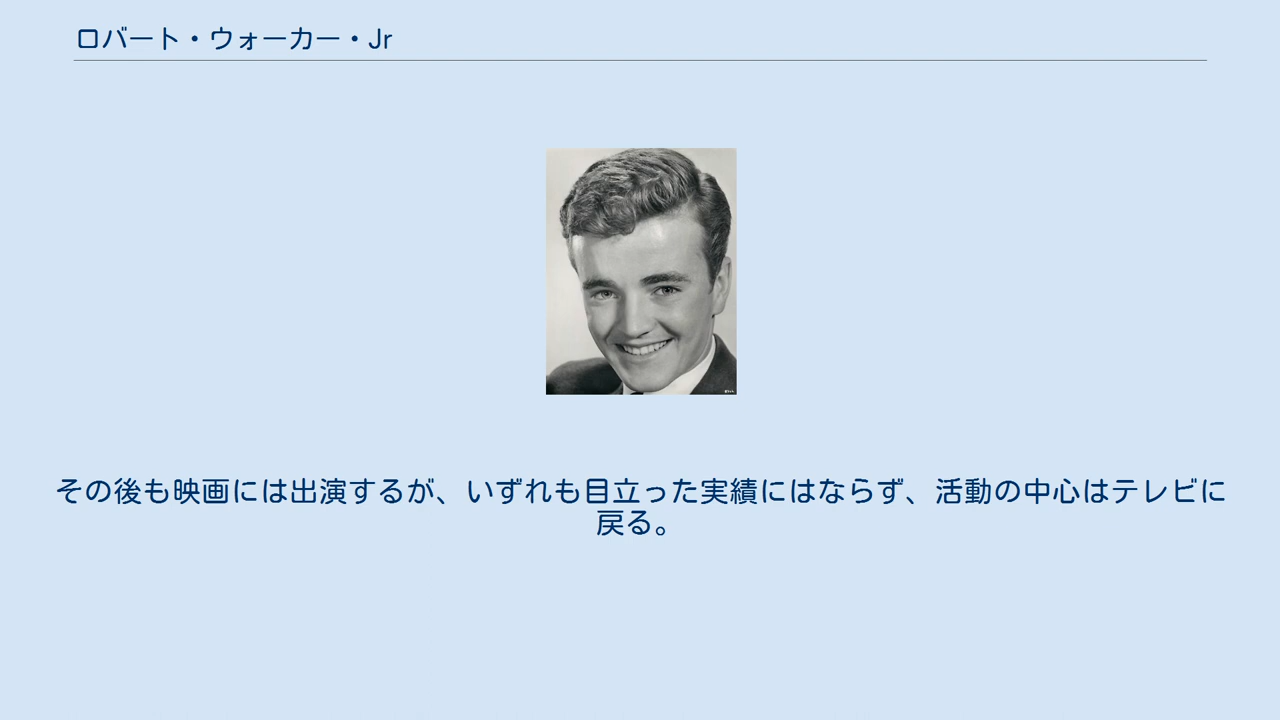 ロバート・ウォーカー・Jr
その後も映画には出演するが、いずれも目立った実績にはならず、活動の中心はテレビに
戻る。